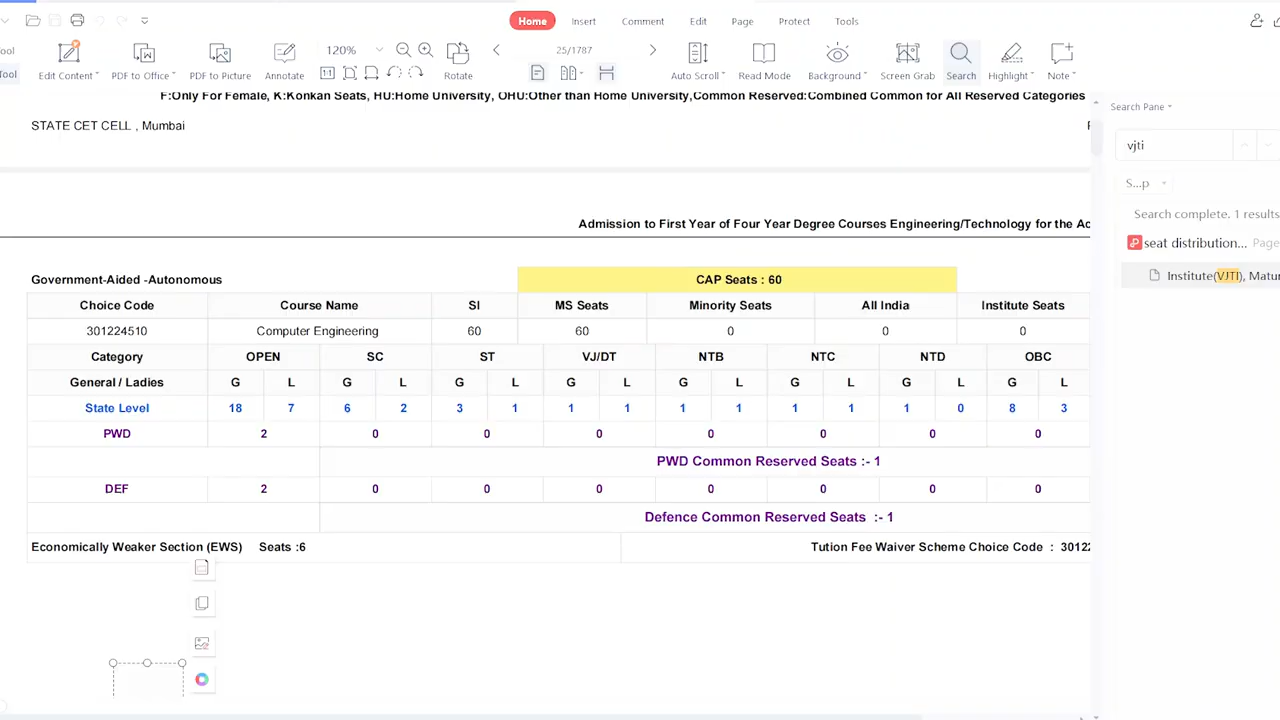 Home Insert Comment Edit Page Protect Tools
ool
120% 25/1787
Tool Edit Content PDF to Office PDF to Picture Annotate Rotate Auto Scroll Read Mode Background Screen Grab Search Highlight Note
F:Only For Female, K:Konkan Seats, HU:Home University, OHU:Other than Home University,Common Reserved:Combined Common for All Reserved Categories
STATE CET CELL , Mumbai
Search Pane
vjti
S...p
Search complete. 1 results
seat distribution... Page
Institute(VJTI), Matu
Admission to First Year of Four Year Degree Courses Engineering/Technology for the Ac
Government-Aided -Autonomous CAP Seats : 60
Choice Code Course Name SI MS Seats Minority Seats All India Institute Seats
301224510 Computer Engineering 60 60 0 0 0
Category OPEN SC ST VJ/DT NTB NTC NTD OBC
General / Ladies G L G L G L G L G L G L G L G L
State Level 18 7 6 2 3 1 1 1 1 1 1 1 1 0 8 3
PWD 2 0 0 0 0 0 0 0
PWD Common Reserved Seats :- 1
DEF 2 0 0 0 0 0 0 0
Defence Common Reserved Seats :- 1
Economically Weaker Section (EWS) Seats :6 Tution Fee Waiver Scheme Choice Code : 30122